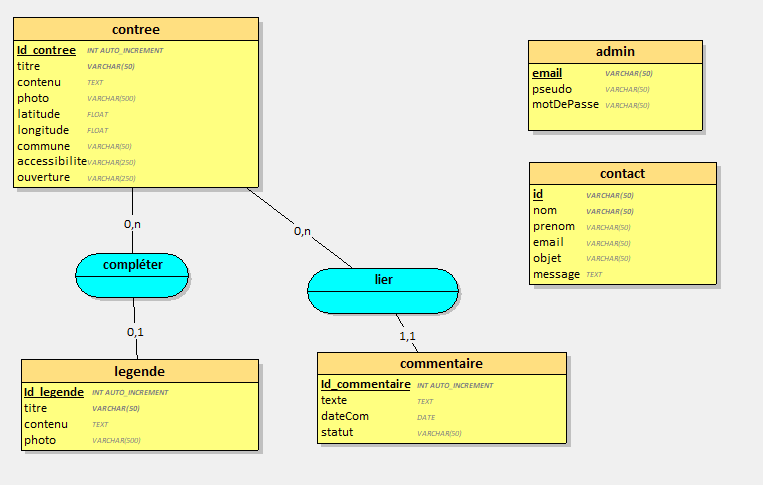 contree
Id_contree INT AUTO_INCREMENT
titre VARCHAR(50)
contenu TEXT
photo VARCHAR(500)
latitude FLOAT
longitude FLOAT
commune VARCHAR(50)
accessibilite VARCHAR(250)
ouverture VARCHAR(250)
admin
email VARCHAR(50)
pseudo VARCHAR(50)
motDePasse VARCHAR(50)
contact
id VARCHAR(50)
nom VARCHAR(50)
prenom VARCHAR(50)
email VARCHAR(50)
objet VARCHAR(50)
message TEXT
0,n
0,n
compléter
lier
0,1
1,1
legende
Id_legende INT AUTO_INCREMENT
titre VARCHAR(50)
contenu TEXT
photo VARCHAR(500)
commentaire
Id_commentaire INT AUTO_INCREMENT
texte TEXT
dateCom DATE
statut VARCHAR(50)